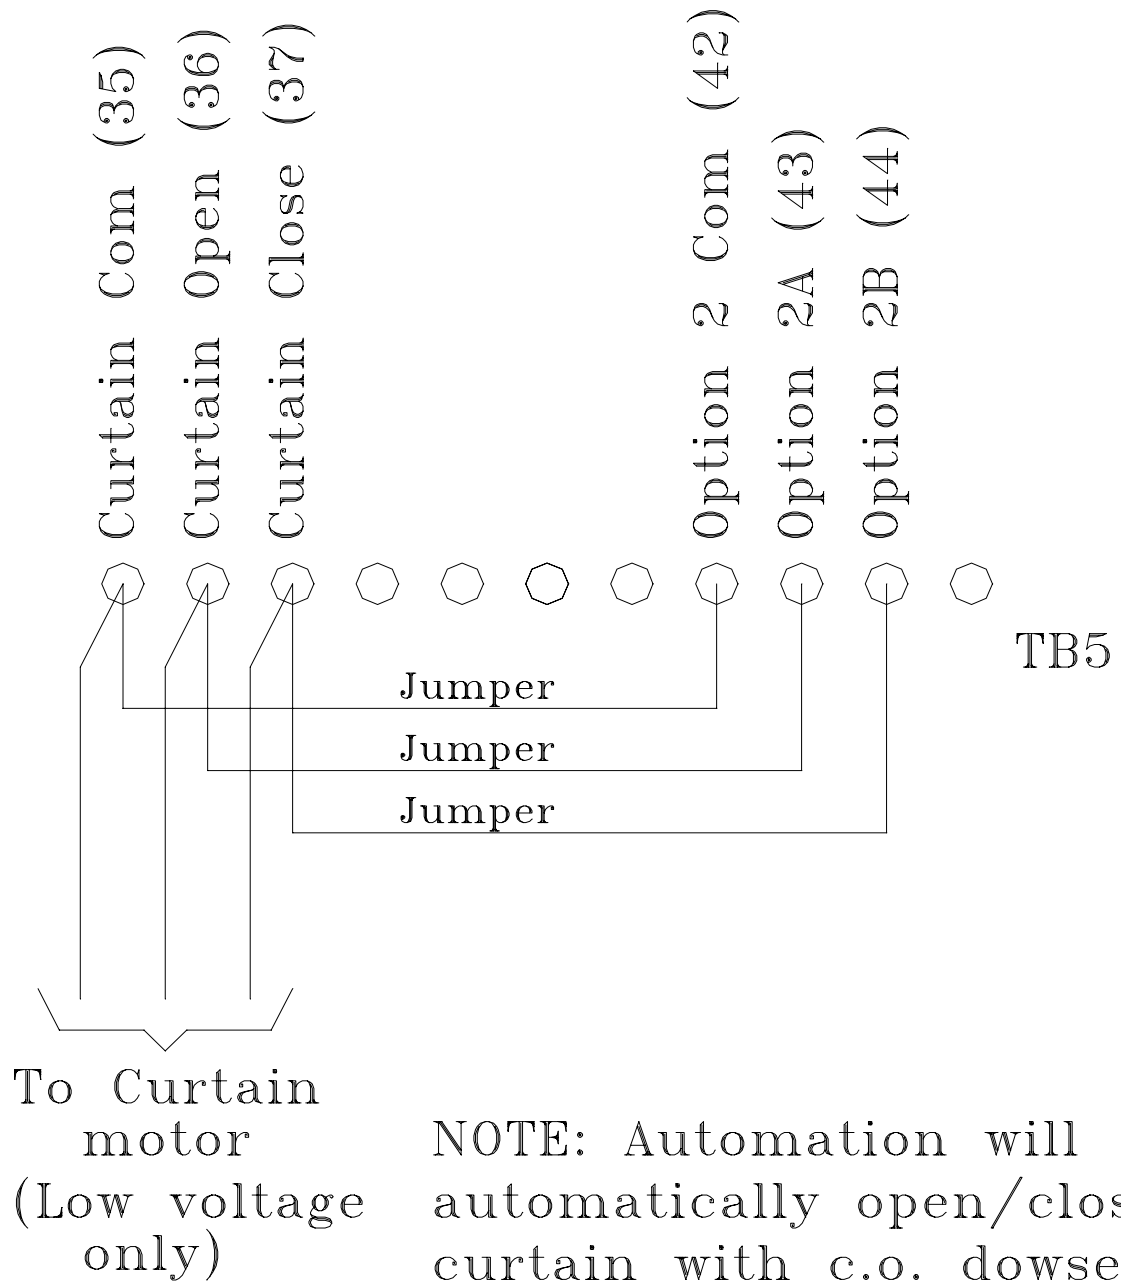 Curtain Com (35)
Curtain Open (36)
Curtain Close (37)
Option 2 Com (42)
Option 2A (43)
Option 2B (44)
TB5
Jumper
Jumper
Jumper
To Curtain
motor
(Low voltage
only)
NOTE: Automation will
automatically open/clos
curtain with c.o. dowse